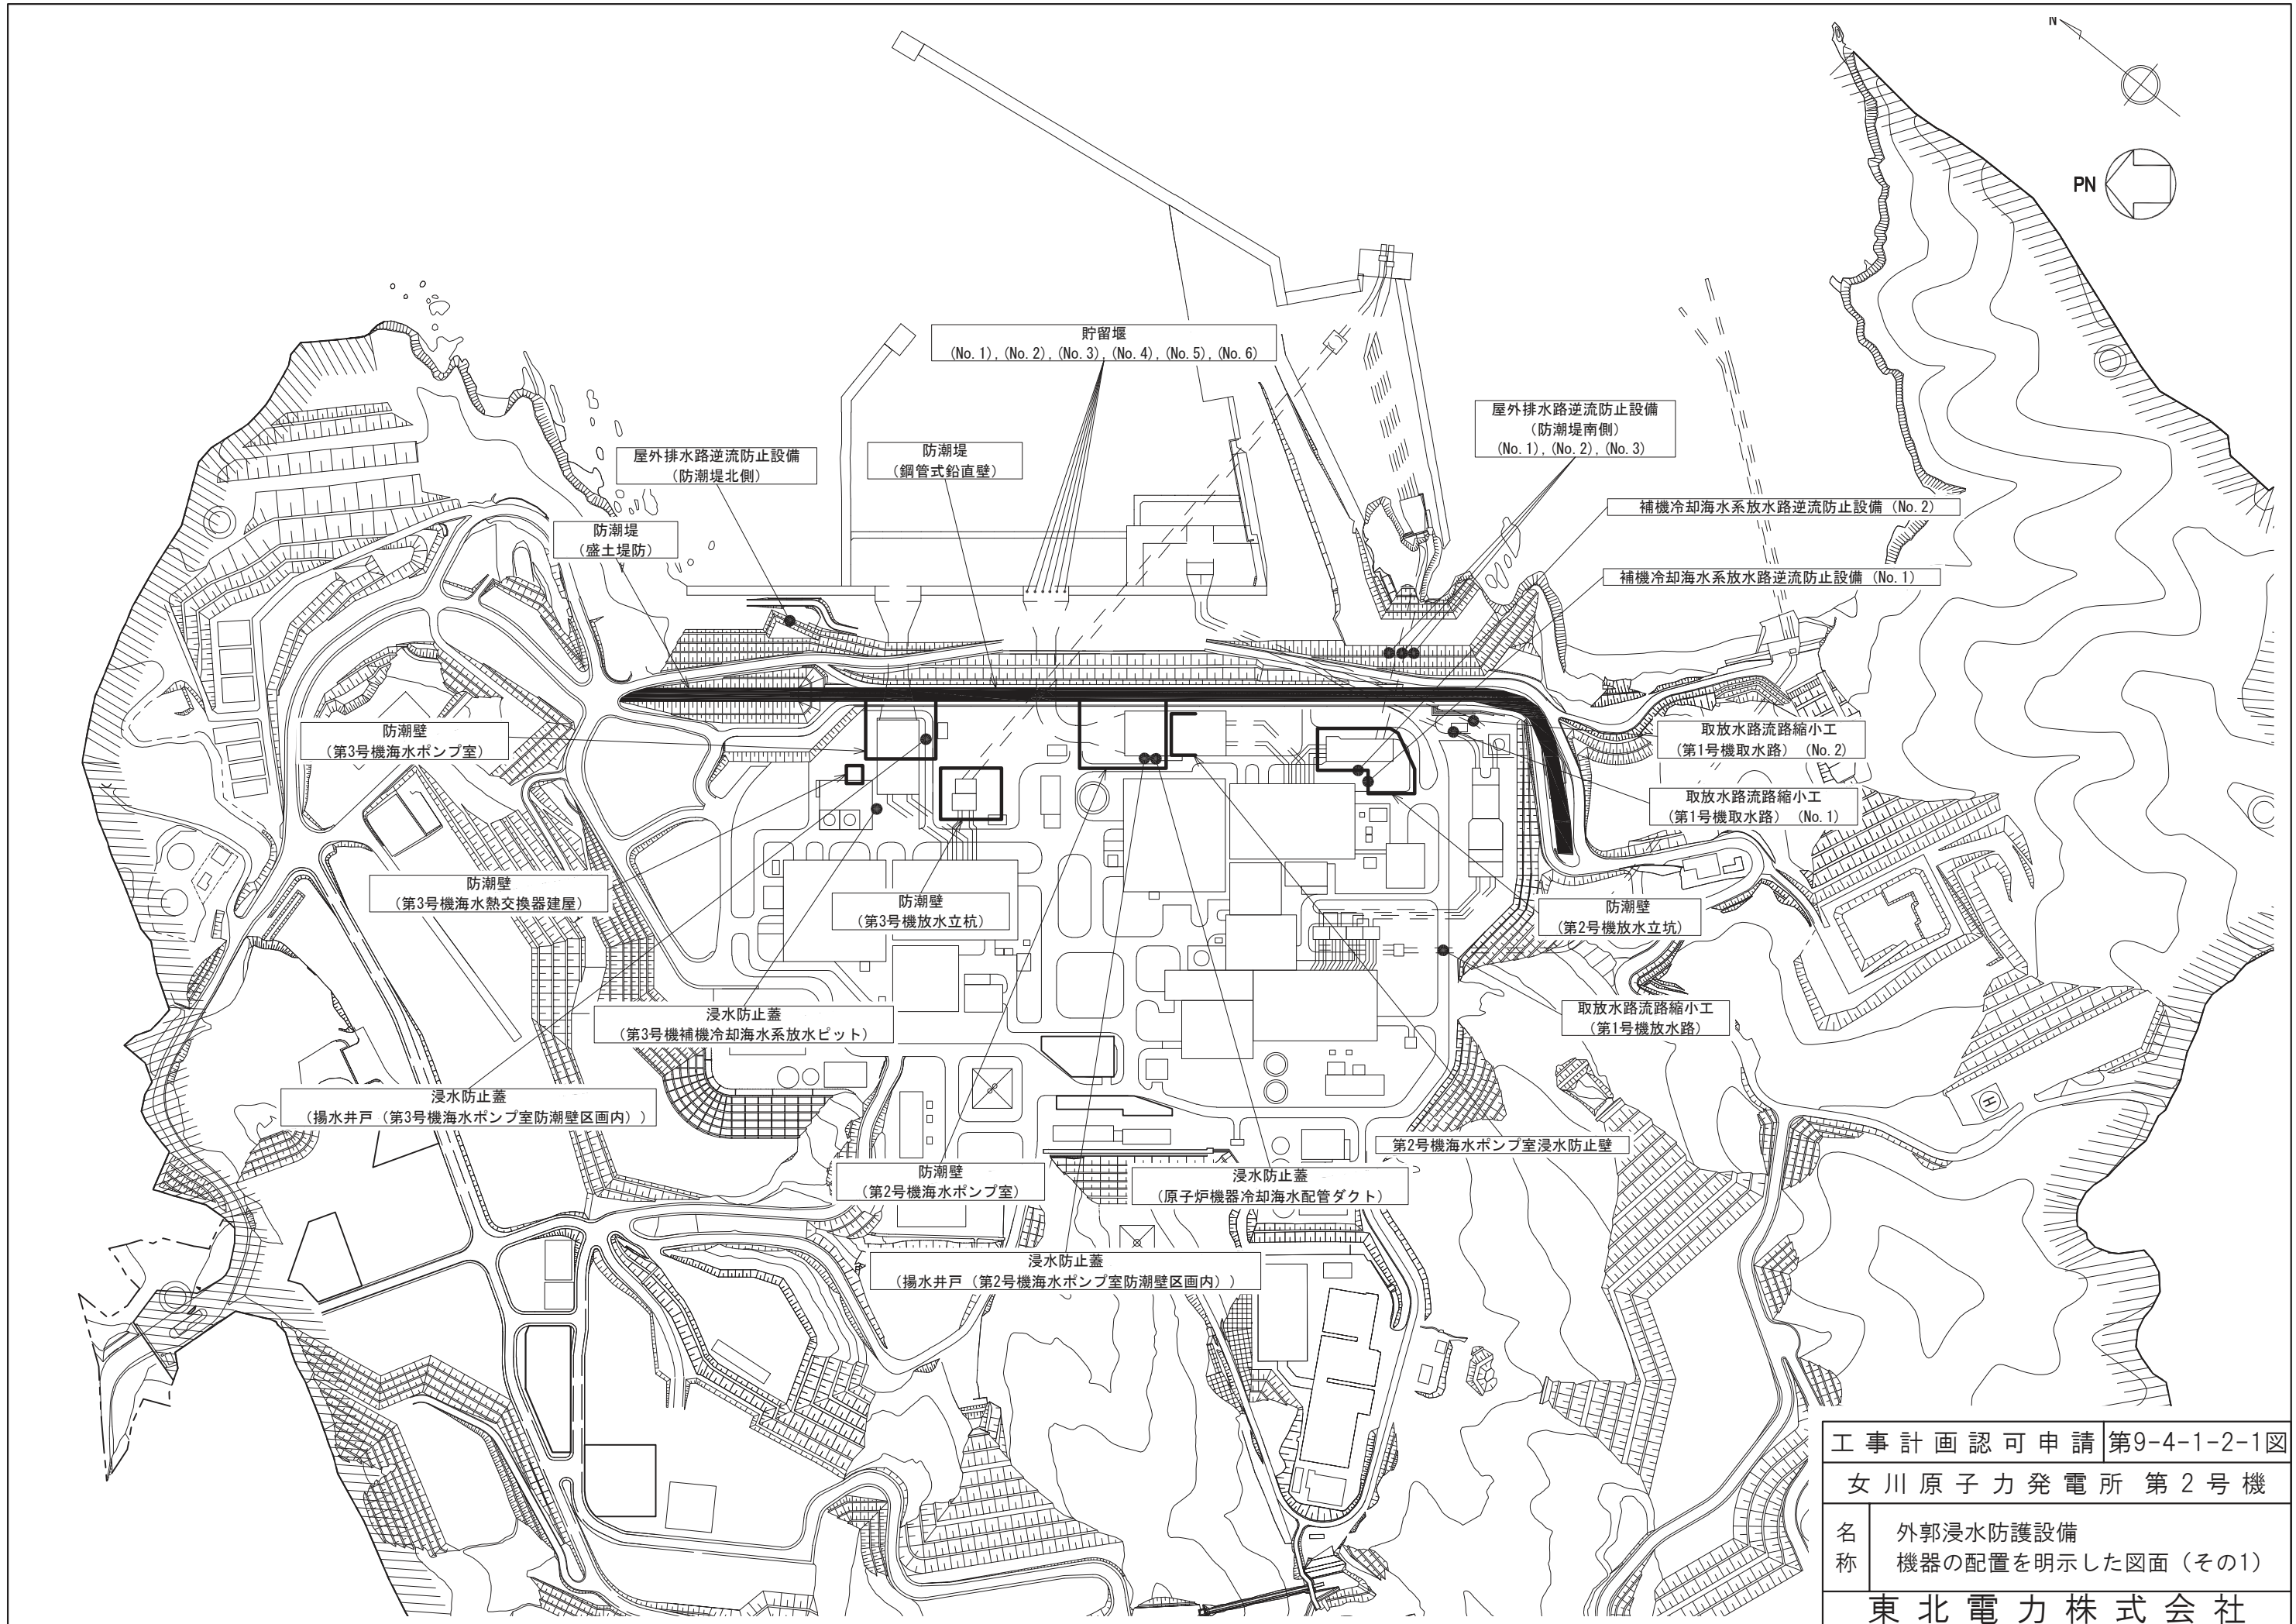 N
PN
貯留堰
(No.1),(No.2),(No.3),(No.4),(No.5),(No.6)
屋外排水路逆流防止設備
(防潮堤南側)
(No.1),(No.2),(No.3)
屋外排水路逆流防止設備
(防潮堤北側)
防潮堤
(鋼管式鉛直壁)
補機冷却海水系放水路逆流防止設備(No.2)
防潮堤
(盛土堤防)
補機冷却海水系放水路逆流防止設備(No.1)
防潮壁
(第3号機海水ポンプ室)
取放水路流路縮小工
(第1号機取水路)(No.2)
取放水路流路縮小工
(第1号機取水路)(No.1)
防潮壁
(第3号機海水熱交換器建屋)
防潮壁
(第3号機放水立杭)
防潮壁
(第2号機放水立坑)
浸水防止蓋
(第3号機補機冷却海水系放水ピット)
取放水路流路縮小工
(第1号機放水路)
浸水防止蓋
(揚水井戸(第3号機海水ポンプ室防潮壁区画内))
H
第2号機海水ポンプ室浸水防止壁
防潮壁
(第2号機海水ポンプ室)
浸水防止蓋
(原子炉機器冷却海水配管ダクト)
浸水防止蓋
(揚水井戸(第2号機海水ポンプ室防潮壁区画内))
工事計画認可申請 第9-4-1-2-1図
女川原子力発電所 第2号機
名称 外郭浸水防護設備
機器の配置を明示した図面(その1)
東北電力株式会社